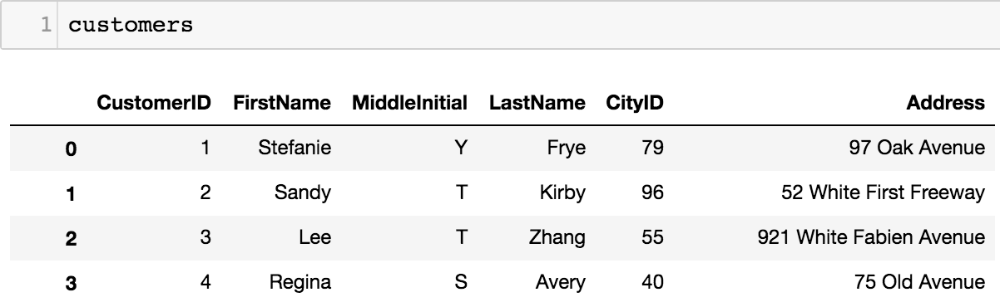 1 customers
CustomerID FirstName MiddleInitial LastName CityID Address
0 1 Stefanie Y Frye 79 97 Oak Avenue
1 2 Sandy T Kirby 96 52 White First Freeway
2 3 Lee T Zhang 55 921 White Fabien Avenue
3 4 Regina S Avery 40 75 Old Avenue